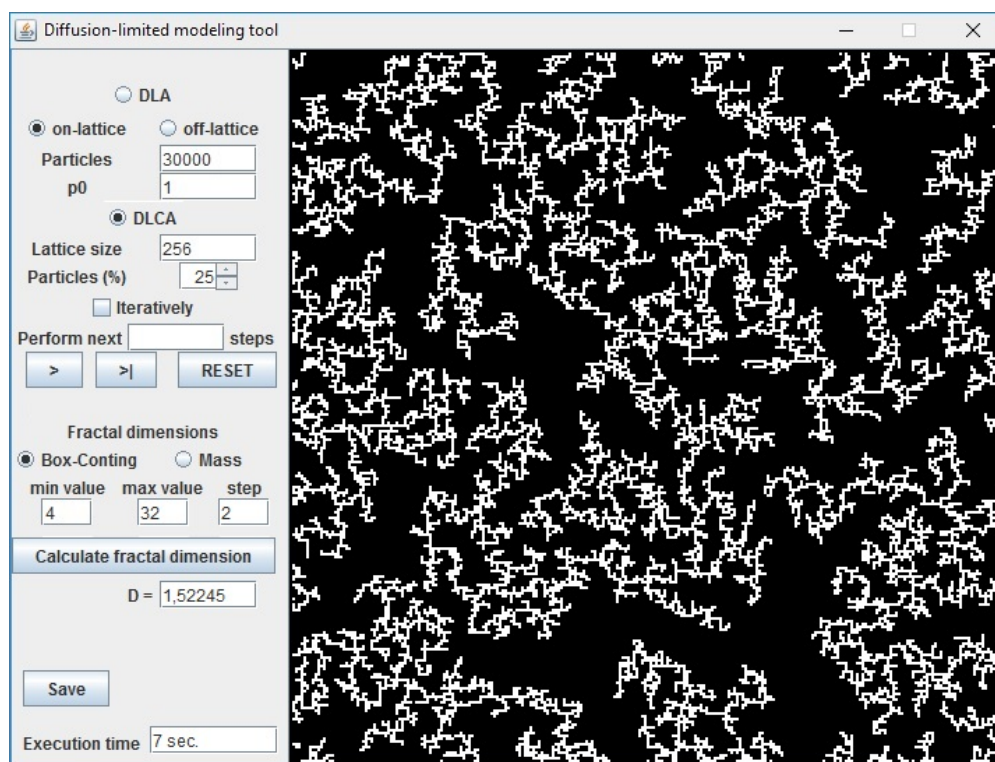 Diffusion-limited modeling tool
DLA
on-lattice off-lattice
Particles 30000
p0 1
DLCA
Lattice size 256
Particles (%) 25
Iteratively
Perform next steps
> >| RESET
Fractal dimensions
Box-Conting Mass
min value max value step
4 32 2
Calculate fractal dimension
D = 1,52245
Save
Execution time 7 sec.